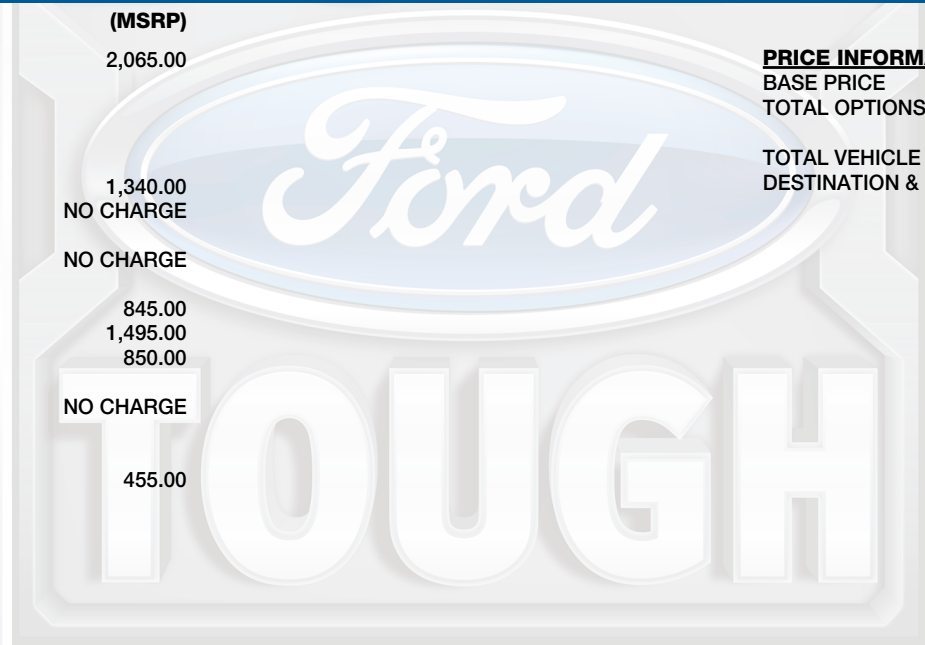 (MSRP)
2,065.00
1,340.00
NO CHARGE
NO CHARGE
845.00
1,495.00
850.00
NO CHARGE
455.00
PRICE INFORMA
BASE PRICE
TOTAL OPTIONS
TOTAL VEHICLE
DESTINATION &
Ford
TOUGH